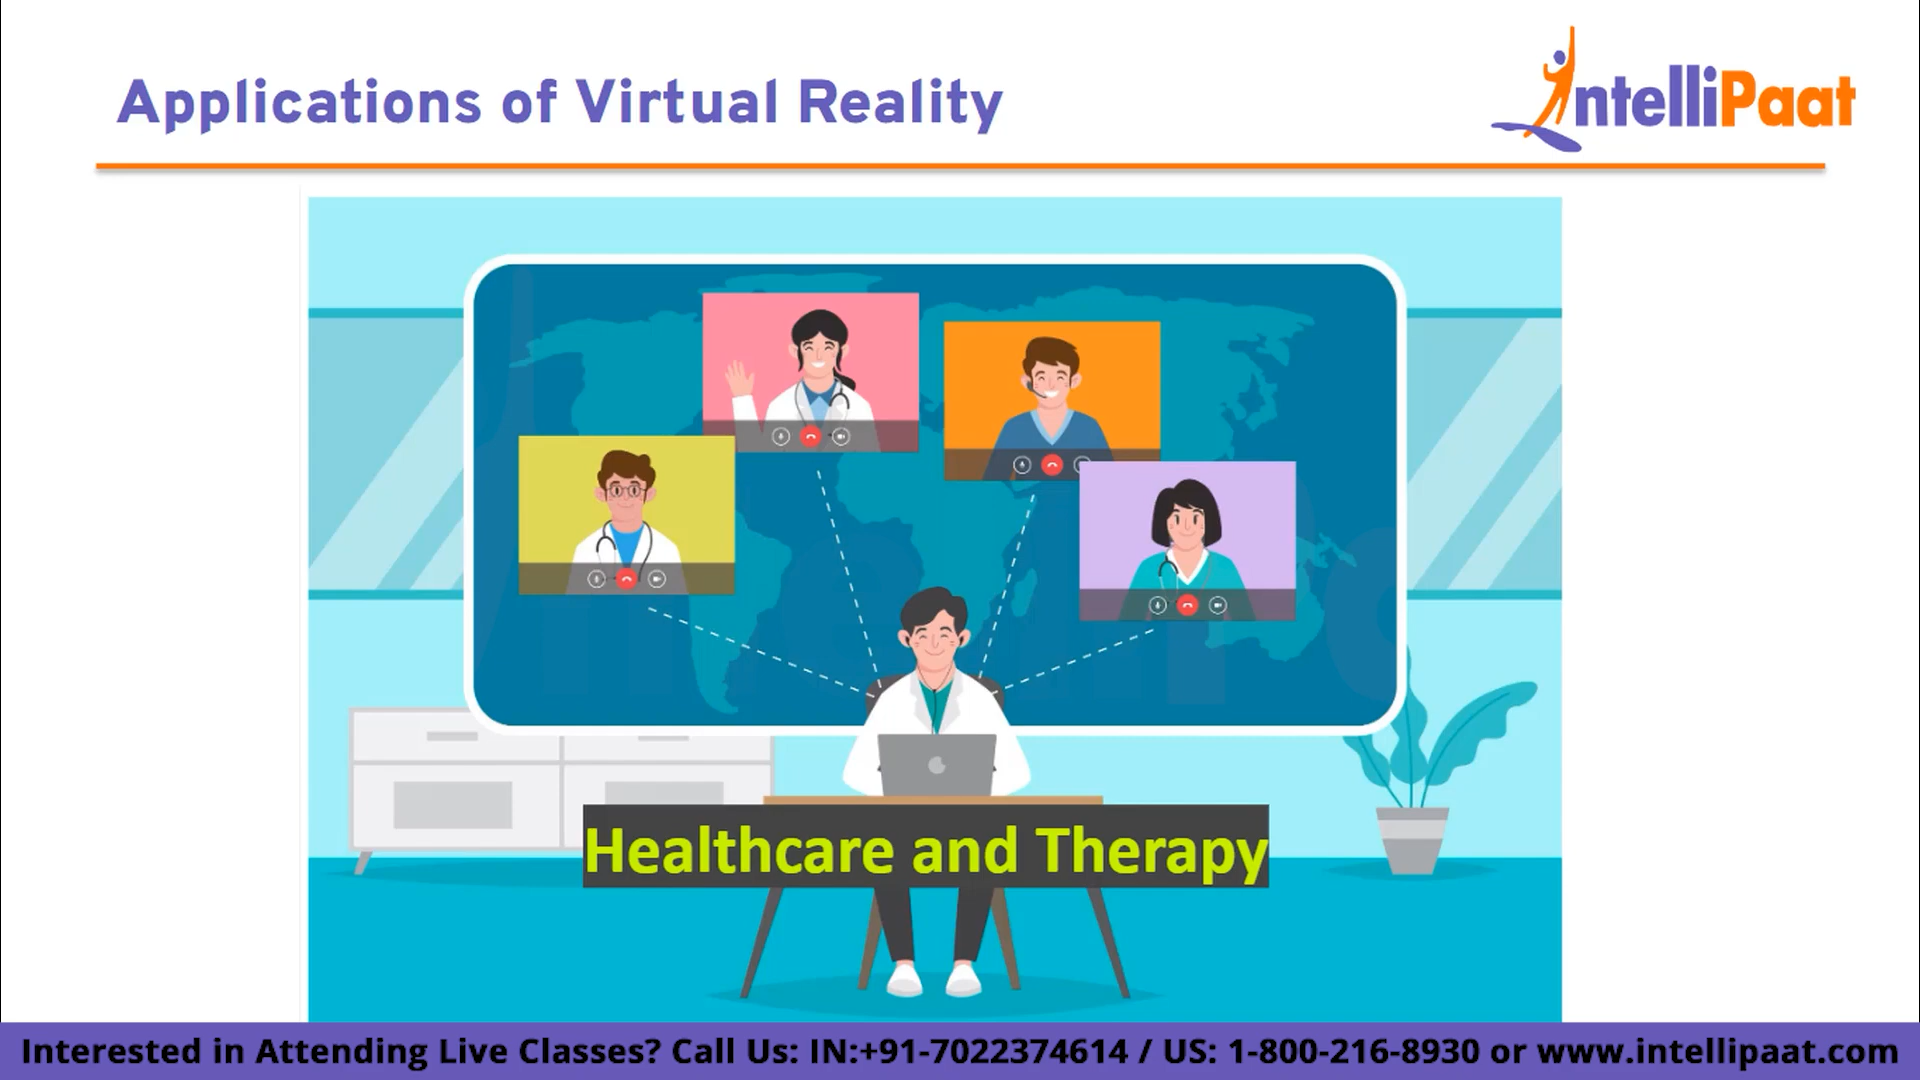 Applications of Virtual Reality
IntelliPaat
Healthcare and Therapy
Interested in Attending Live Classes? Call Us: IN:+91-7022374614 / US: 1-800-216-8930 or www.intellipaat.com